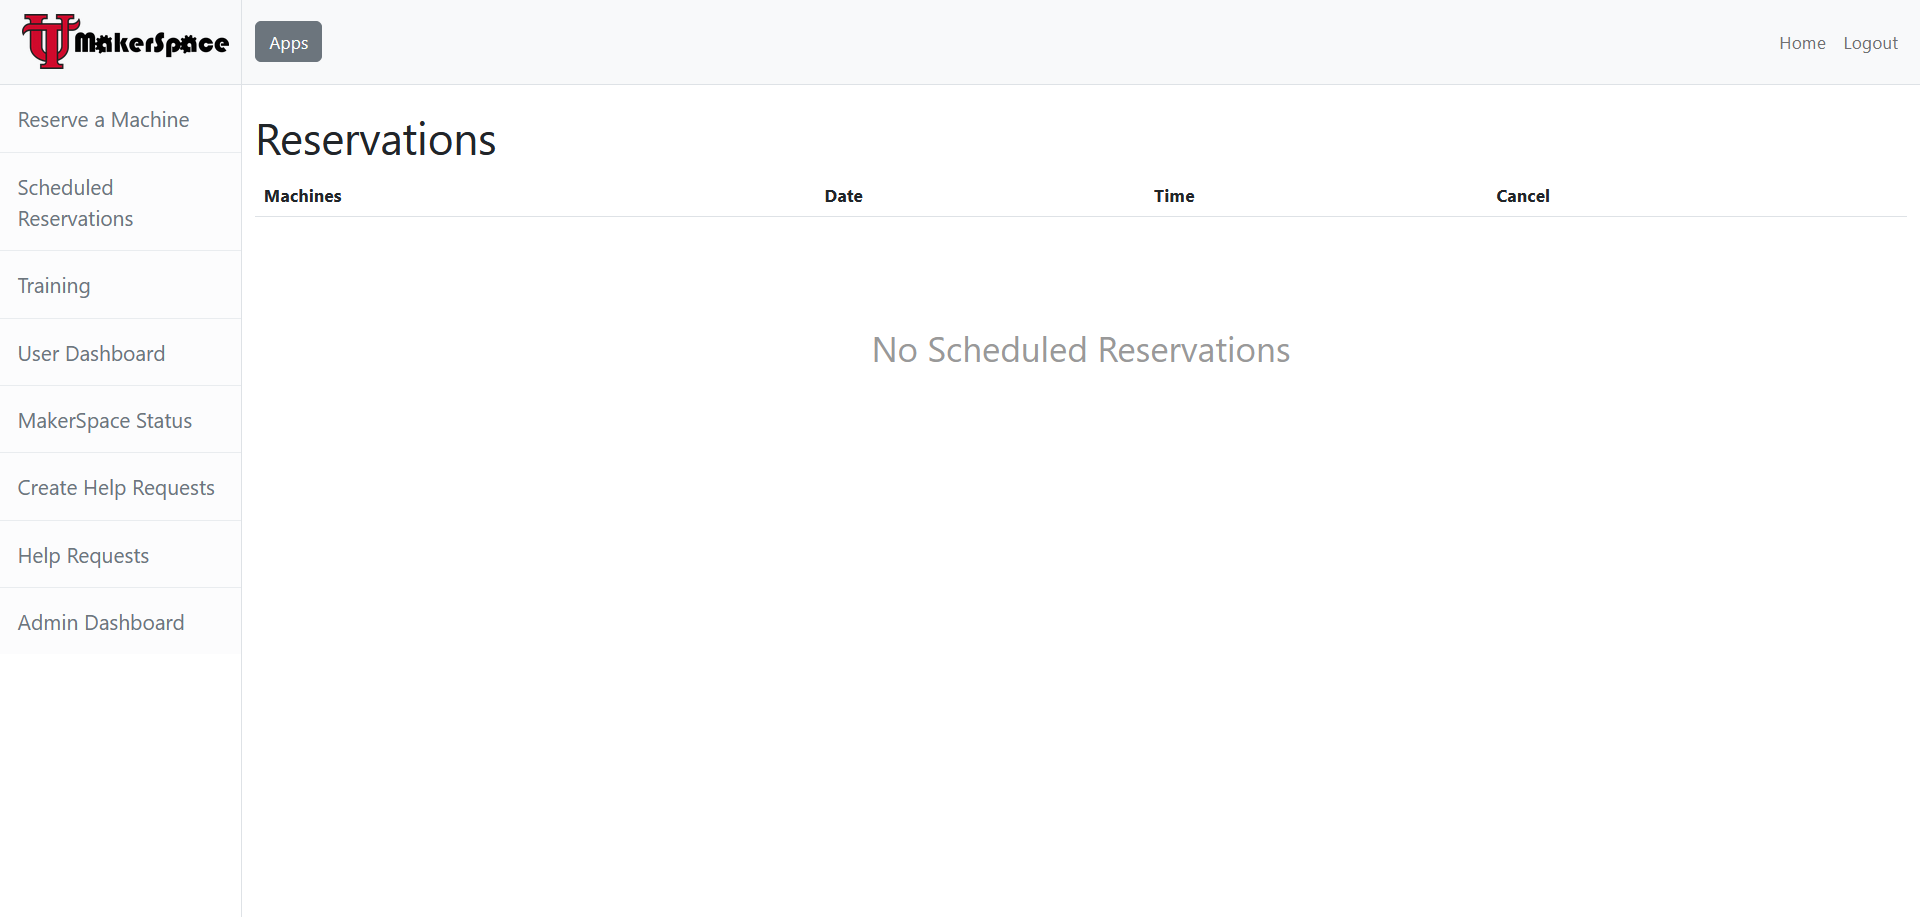 MakerSpace
Apps
Home
Logout
Reserve a Machine
Scheduled
Reservations
Training
User Dashboard
MakerSpace Status
Create Help Requests
Help Requests
Admin Dashboard
Reservations
Machines
Date
Time
Cancel
No Scheduled Reservations